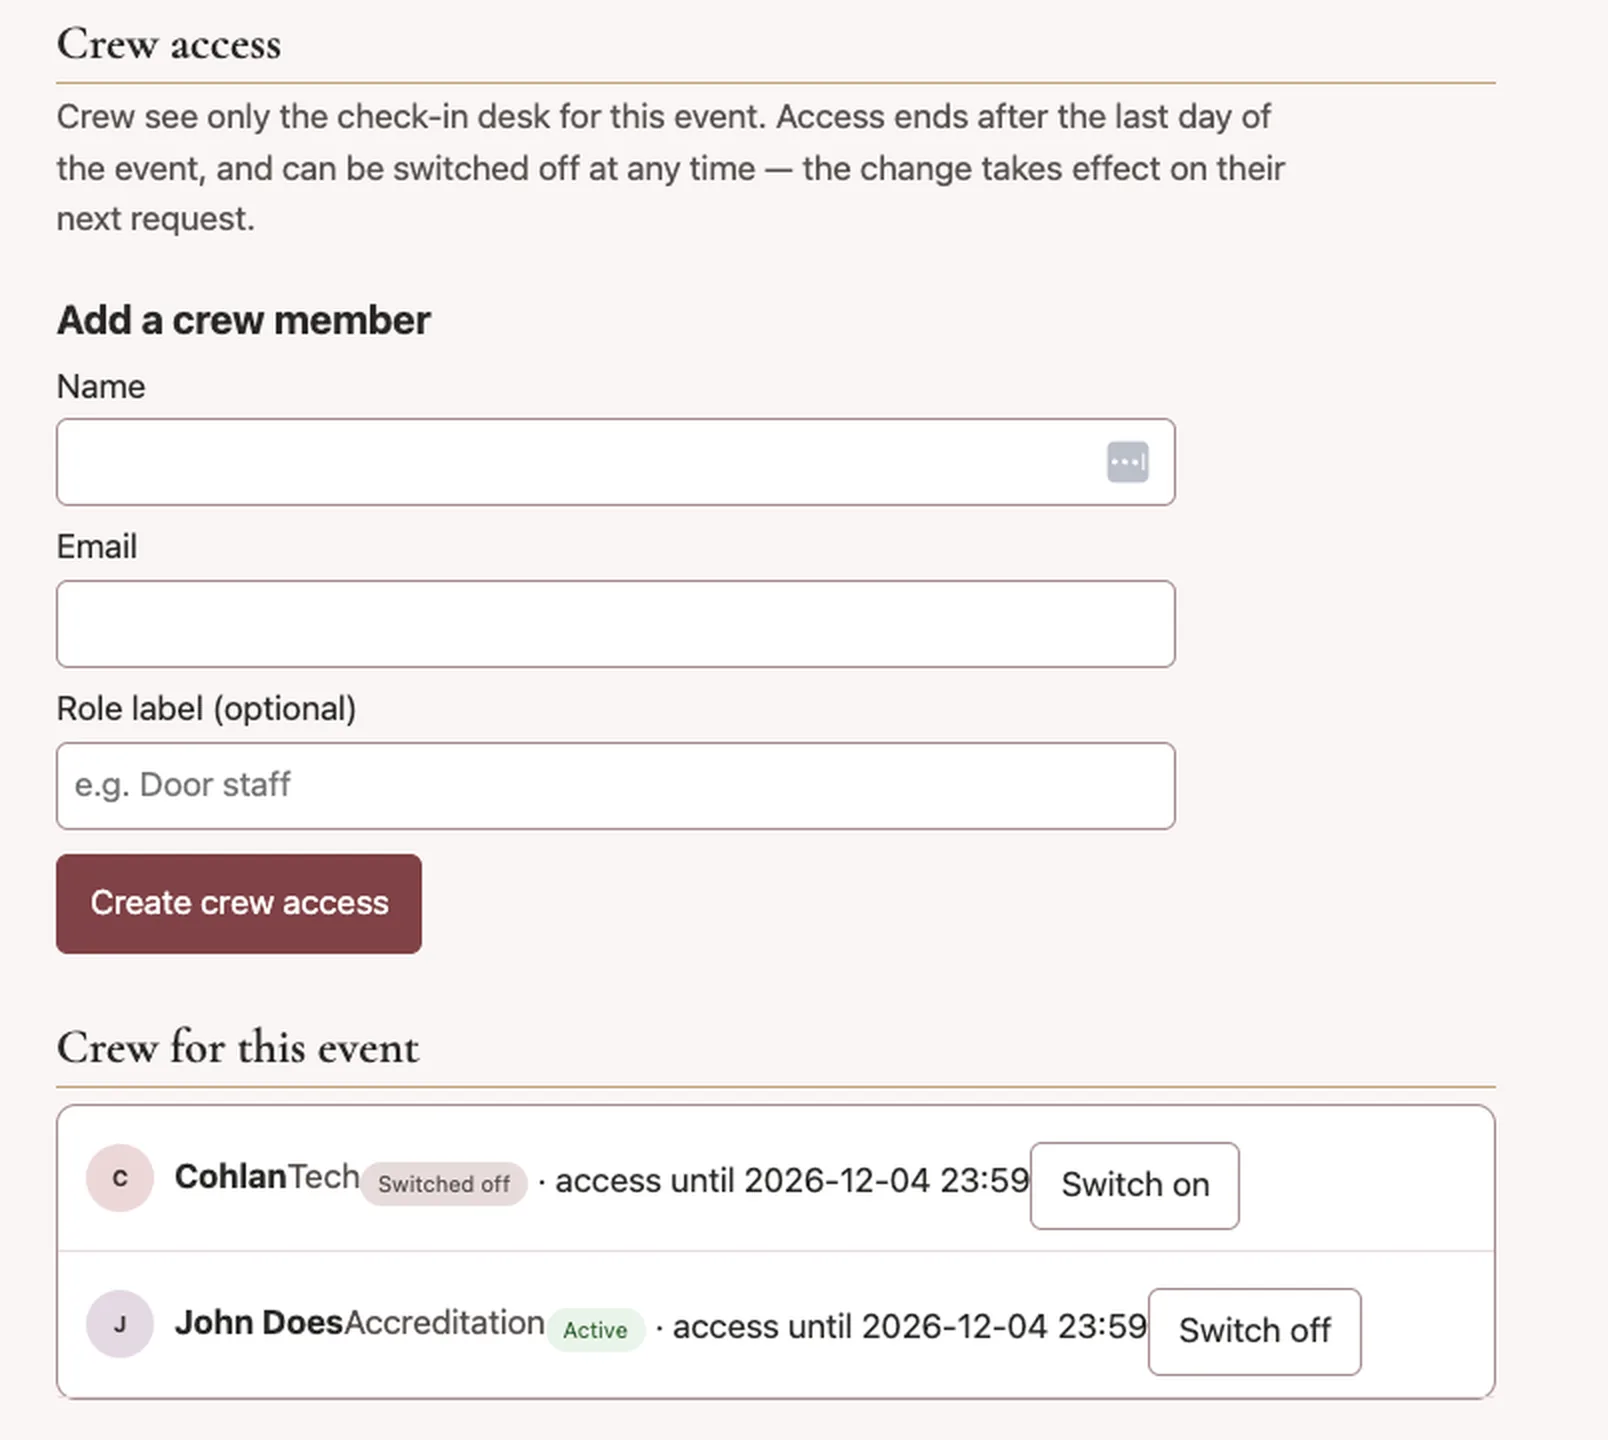 Crew access
Crew see only the check-in desk for this event. Access ends after the last day of
the event, and can be switched off at any time — the change takes effect on their
next request.
Add a crew member
Name
Email
Role label (optional)
e.g. Door staff
Create crew access
Crew for this event
C CohlanTech Switched off · access until 2026-12-04 23:59 Switch on
J John DoesAccreditation Active · access until 2026-12-04 23:59 Switch off